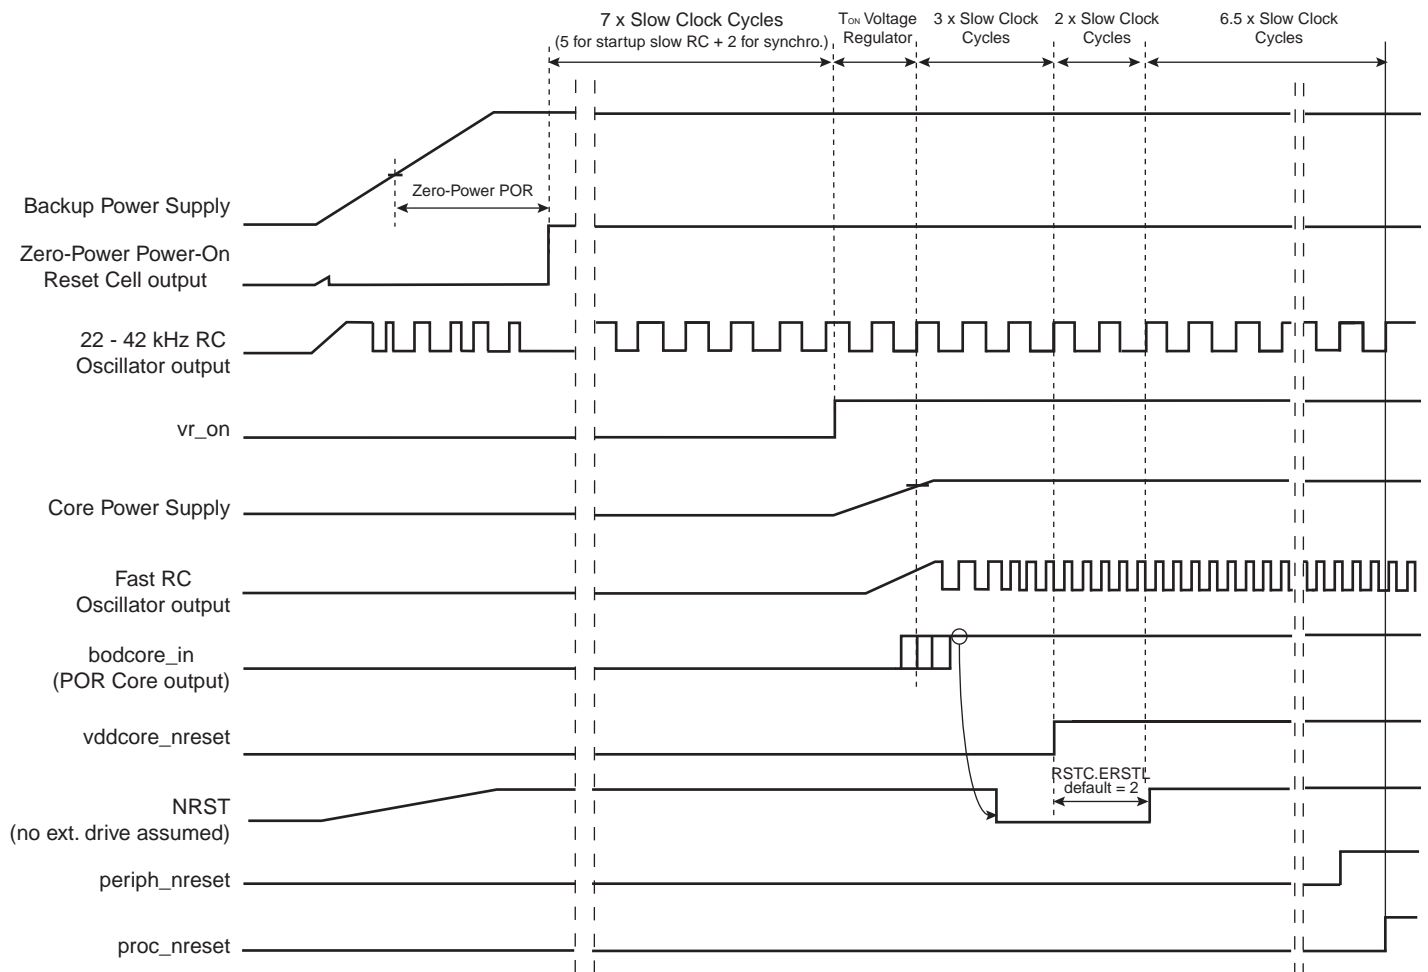 7 x Slow Clock Cycles
(5 for startup slow RC + 2 for synchro.)
TON Voltage
Regulator
3 x Slow Clock
Cycles
2 x Slow Clock
Cycles
6.5 x Slow Clock
Cycles
Zero-Power POR
Backup Power Supply
Zero-Power Power-On
Reset Cell output
22 - 42 kHz RC
Oscillator output
vr_on
Core Power Supply
Fast RC
Oscillator output
bodcore_in
(POR Core output)
vddcore_nreset
RSTC.ERSTL
default = 2
NRST
(no ext. drive assumed)
periph_nreset
proc_nreset